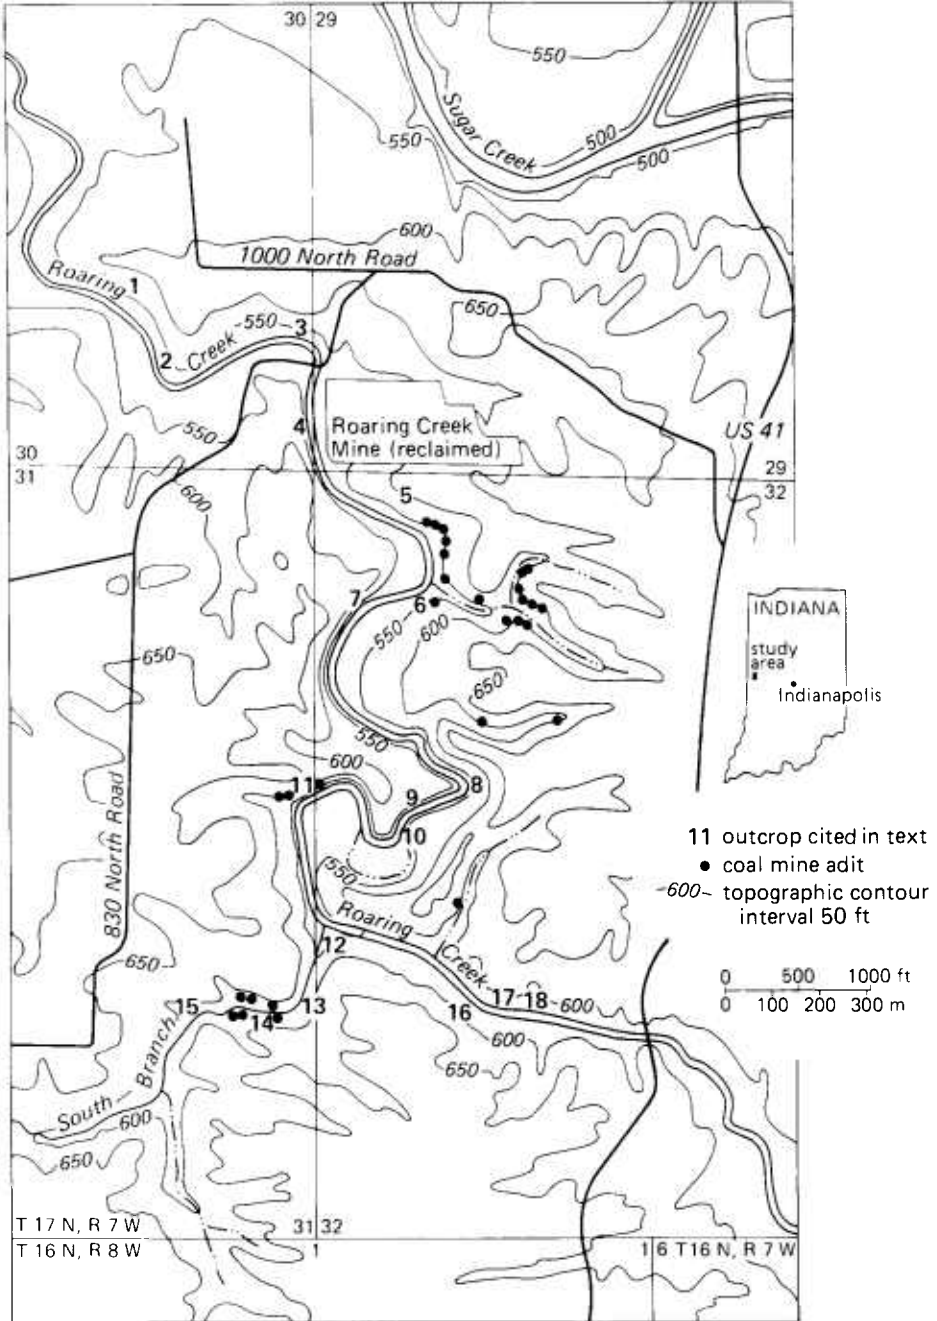 30 29
550
Sugar Creek
550
500
500
600
1000 North Road
Roaring
1
650
550
3
2
Creek
4
Roaring Creek
Mine (reclaimed)
US 41
550
30
31
29
32
600
5
7
6
550
600
INDIANA
study
area
Indianapolis
650
650
550
600
8
11
9
10
830 North Road
11 outcrop cited in text
coal mine adit
600 topographic contour
interval 50 ft
550
Roaring
12
Creek
650
0 500 1000 ft
0 100 200 300 m
15
13
14
17
18
600
16
600
650
South Branch
600
650
T 17 N, R 7 W
31 32
T 16 N, R 8 W
1
1 6 T 16 N, R 7 W